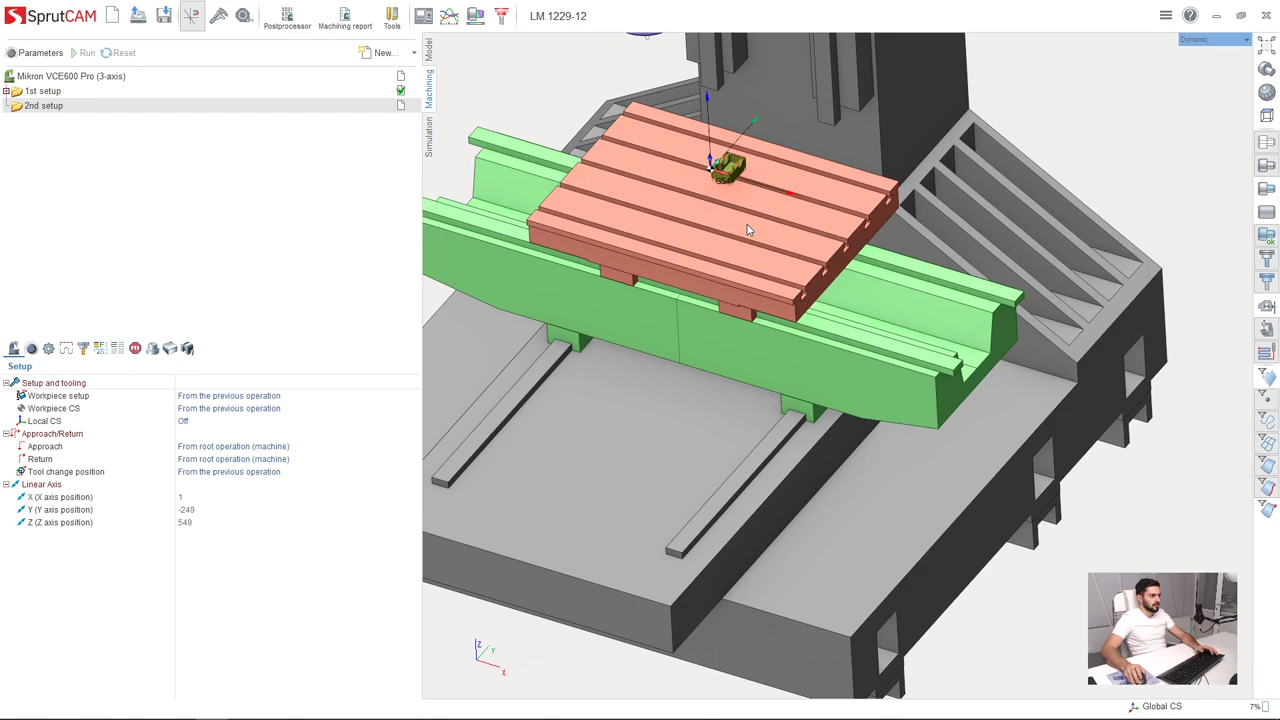 SprutCAM
Postprocessor
Machining report
Tools
LM.1229-12
Parameters
Run
Reset
New...
Dynamic
Mikron VCE600 Pro (3-axis)
1st setup
2nd setup
Model
Machining
Simulation
Setup
Setup and tooling
Workpiece setup From the previous operation
Workpiece CS From the previous operation
Local CS Off
Approach/Return
Approach From root operation (machine)
Return From root operation (machine)
Tool change position From the previous operation
Linear Axis
X (X axis position) 1
Y (Y axis position) -249
Z (Z axis position) 549
Z
Y
X
Global CS
7%